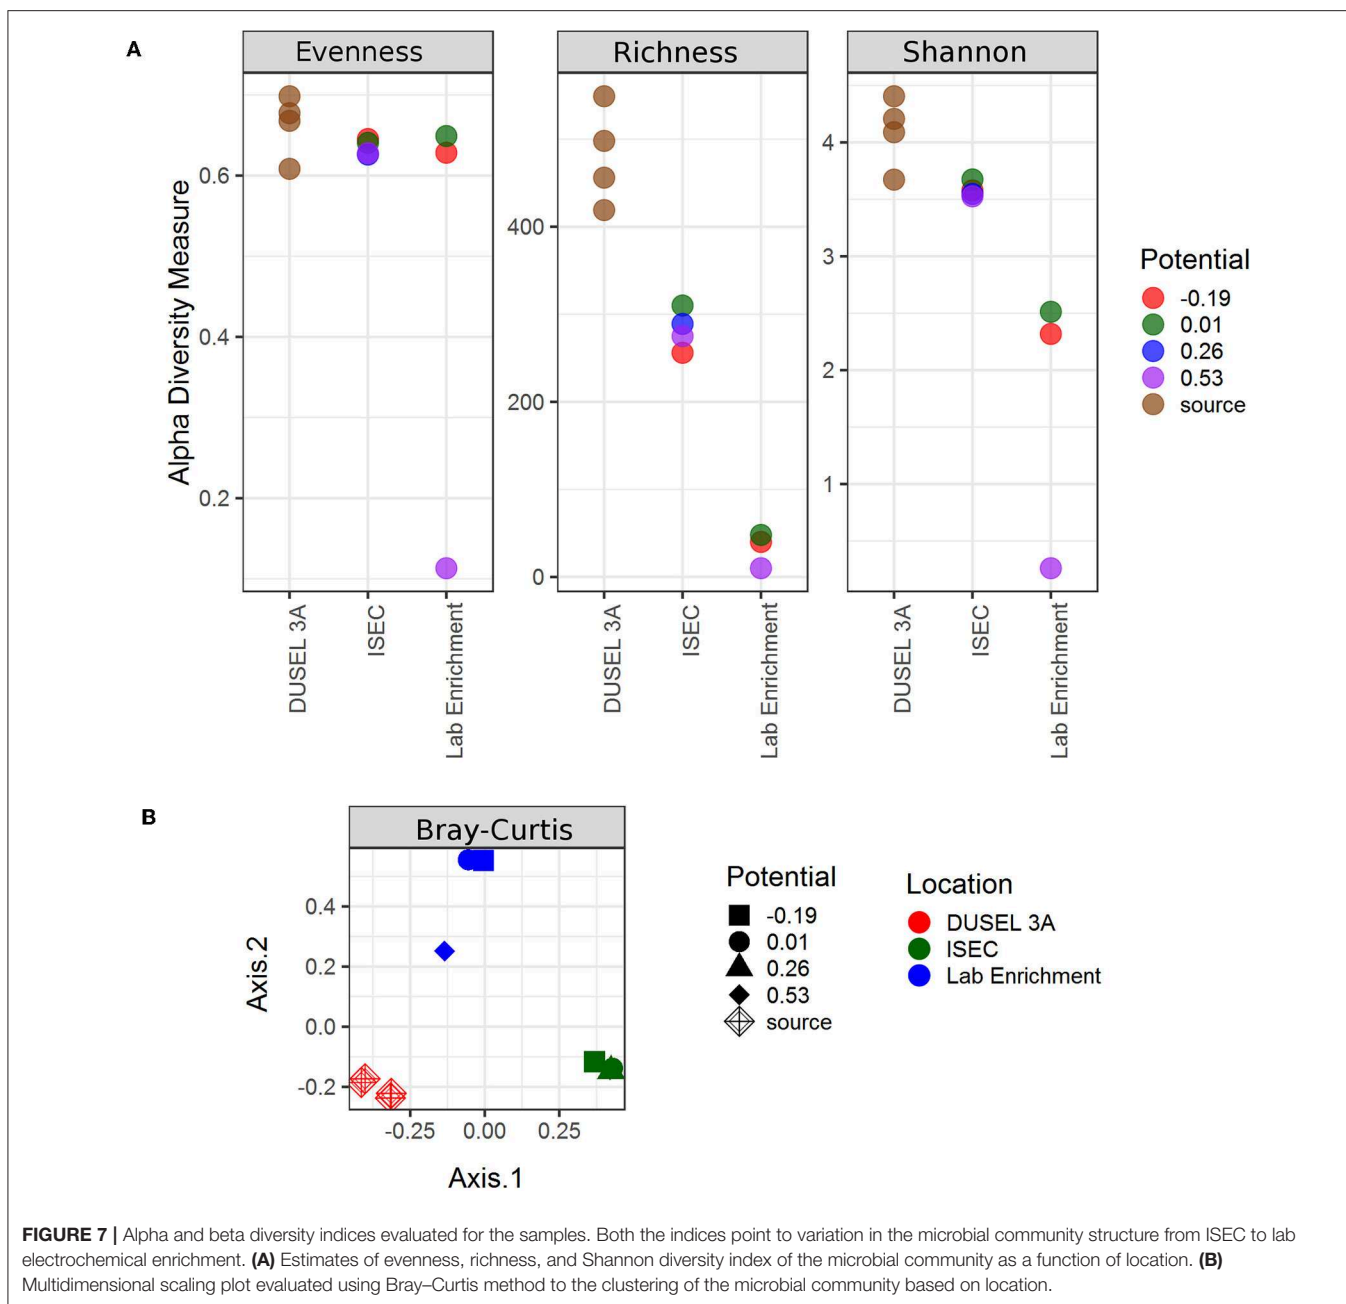 A
Evenness
Richness
Shannon
Alpha Diversity Measure
0.6
0.4
0.2
400
200
0
4
3
2
1
DUSEL 3A
ISEC
Lab Enrichment
DUSEL 3A
ISEC
Lab Enrichment
DUSEL 3A
ISEC
Lab Enrichment
Potential
-0.19
0.01
0.26
0.53
source
B
Bray-Curtis
Axis.2
0.4
0.2
0.0
-0.2
-0.25 0.00 0.25
Axis.1
Potential
-0.19
0.01
0.26
0.53
source
Location
DUSEL 3A
ISEC
Lab Enrichment
FIGURE 7 | Alpha and beta diversity indices evaluated for the samples. Both the indices point to variation in the microbial community structure from ISEC to lab
electrochemical enrichment. (A) Estimates of evenness, richness, and Shannon diversity index of the microbial community as a function of location. (B)
Multidimensional scaling plot evaluated using Bray–Curtis method to the clustering of the microbial community based on location.